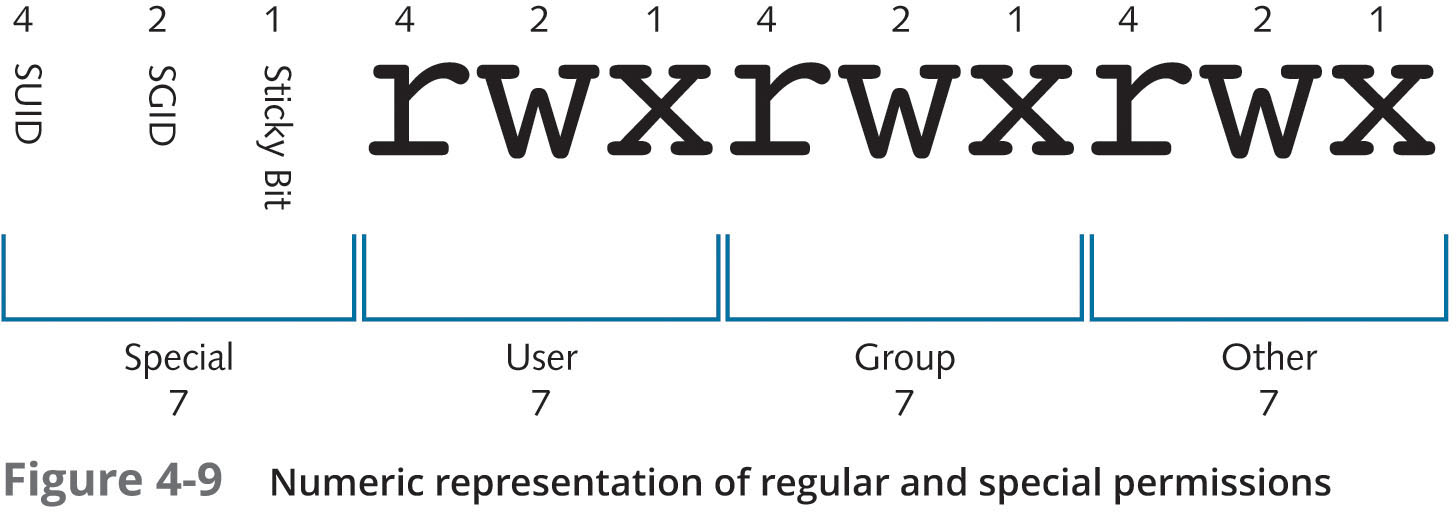 4 2 1 4 2 1 4 2 1 4 2 1
SUID SGID Sticky Bit rwxrwxrwx
Special User Group Other
7 7 7 7
Figure 4-9 Numeric representation of regular and special permissions